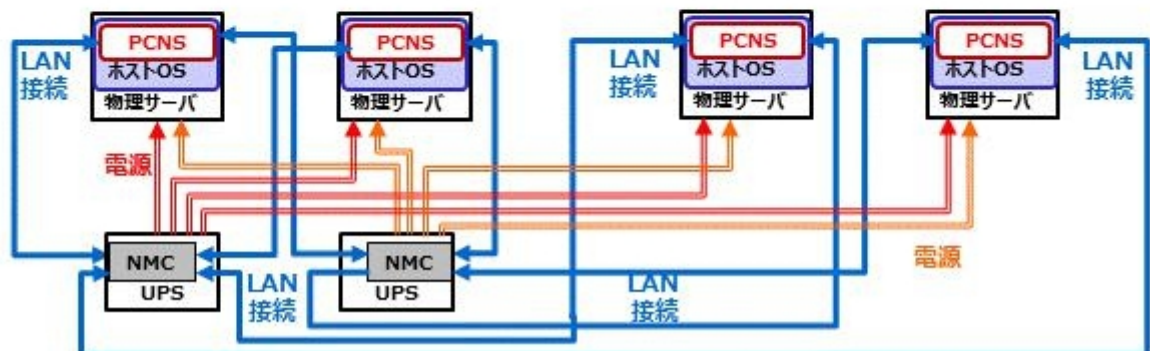 PCNS
ホストOS
物理サーバ
PCNS
ホストOS
物理サーバ
PCNS
ホストOS
物理サーバ
PCNS
ホストOS
物理サーバ
LAN
接続
LAN
接続
LAN
接続
電源
NMC
UPS
NMC
UPS
LAN
接続
LAN
接続
電源